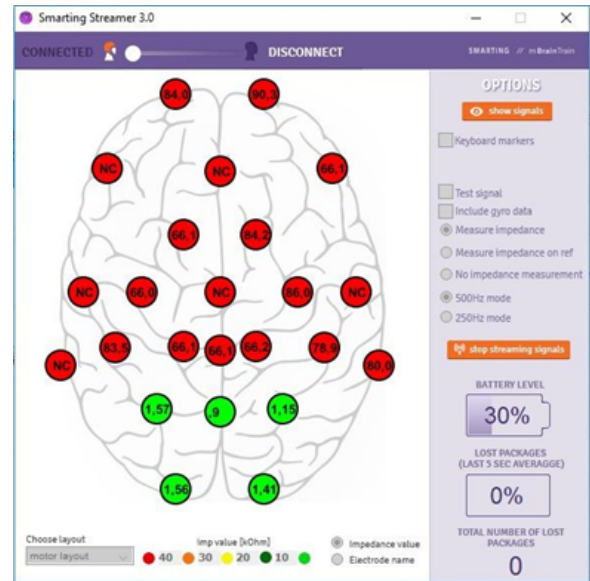 Smarting Streamer 3.0
CONNECTED DISCONNECT SMARTING // mBrainTrain
84,0 90,3
NC NC 66,1
66,1 84,2
NC 66,0 NC 86,0 NC
NC 83,5 66,1 66,1 66,2 78,9 80,0
1,57 ,9 1,15
1,56 1,41
OPTIONS
show signals
Keyboard markers
Test signal
Include gyro data
Measure impedance
Measure impedance on ref
No impedance measurement
500Hz mode
250Hz mode
stop streaming signals
BATTERY LEVEL
30%
LOST PACKAGES
(LAST 5 SEC AVERAGGE)
0%
TOTAL NUMBER OF LOST
PACKAGES
0
Choose layout
motor layout
Imp value [kOhm]
40 30 20 10
Impedance value
Electrode name